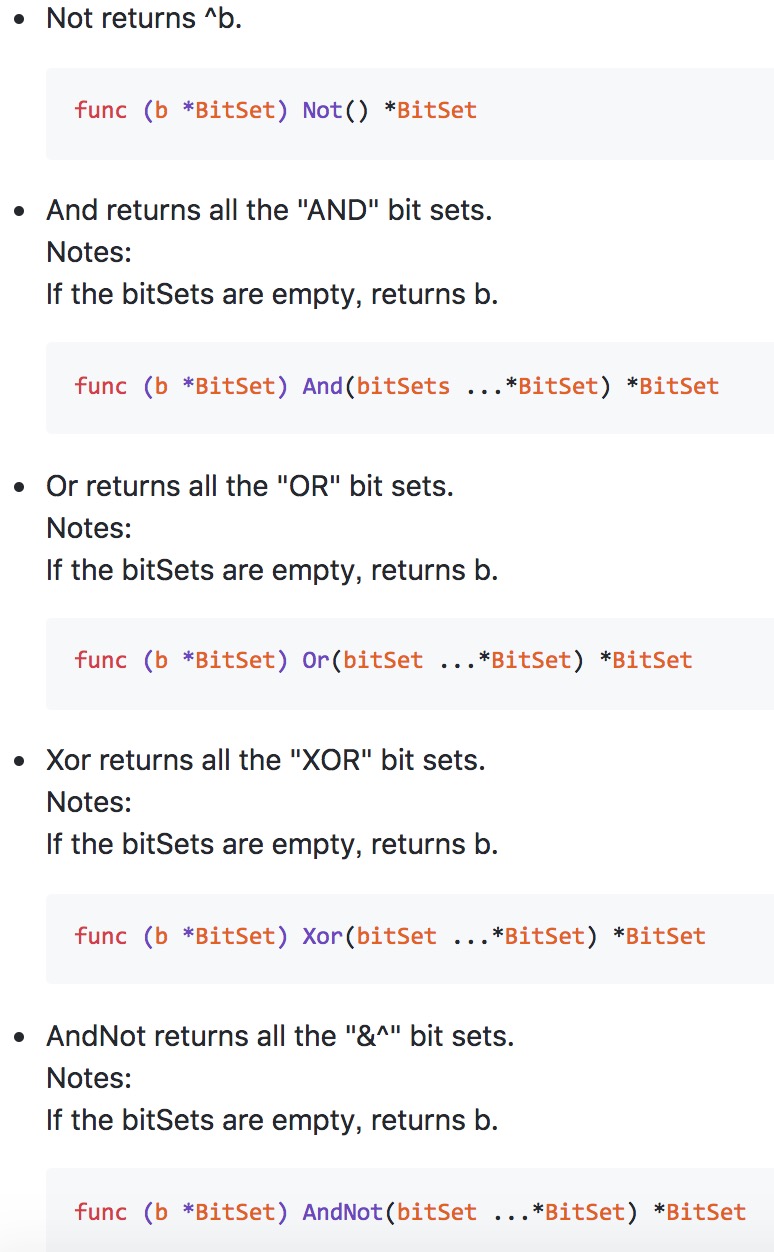 Not returns ^b.
func (b *BitSet) Not() *BitSet
And returns all the "AND" bit sets.
Notes:
If the bitSets are empty, returns b.
func (b *BitSet) And(bitSets ...*BitSet) *BitSet
Or returns all the "OR" bit sets.
Notes:
If the bitSets are empty, returns b.
func (b *BitSet) Or(bitSet ...*BitSet) *BitSet
Xor returns all the "XOR" bit sets.
Notes:
If the bitSets are empty, returns b.
func (b *BitSet) Xor(bitSet ...*BitSet) *BitSet
AndNot returns all the "&^" bit sets.
Notes:
If the bitSets are empty, returns b.
func (b *BitSet) AndNot(bitSet ...*BitSet) *BitSet